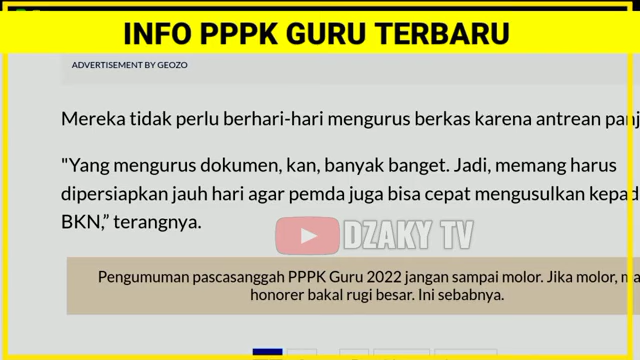 INFO PPPK GURU TERBARU
ADVERTISEMENT BY GEOZO
Mereka tidak perlu berhari-hari mengurus berkas karena antrean panj
"Yang mengurus dokumen, kan, banyak banget. Jadi, memang harus
dipersiapkan jauh hari agar pemda juga bisa cepat mengusulkan kepad
BKN,” terangnya.
DZAKY TV
Pengumuman pascasanggah PPPK Guru 2022 jangan sampai molor. Jika molor, ma
honorer bakal rugi besar. Ini sebabnya.